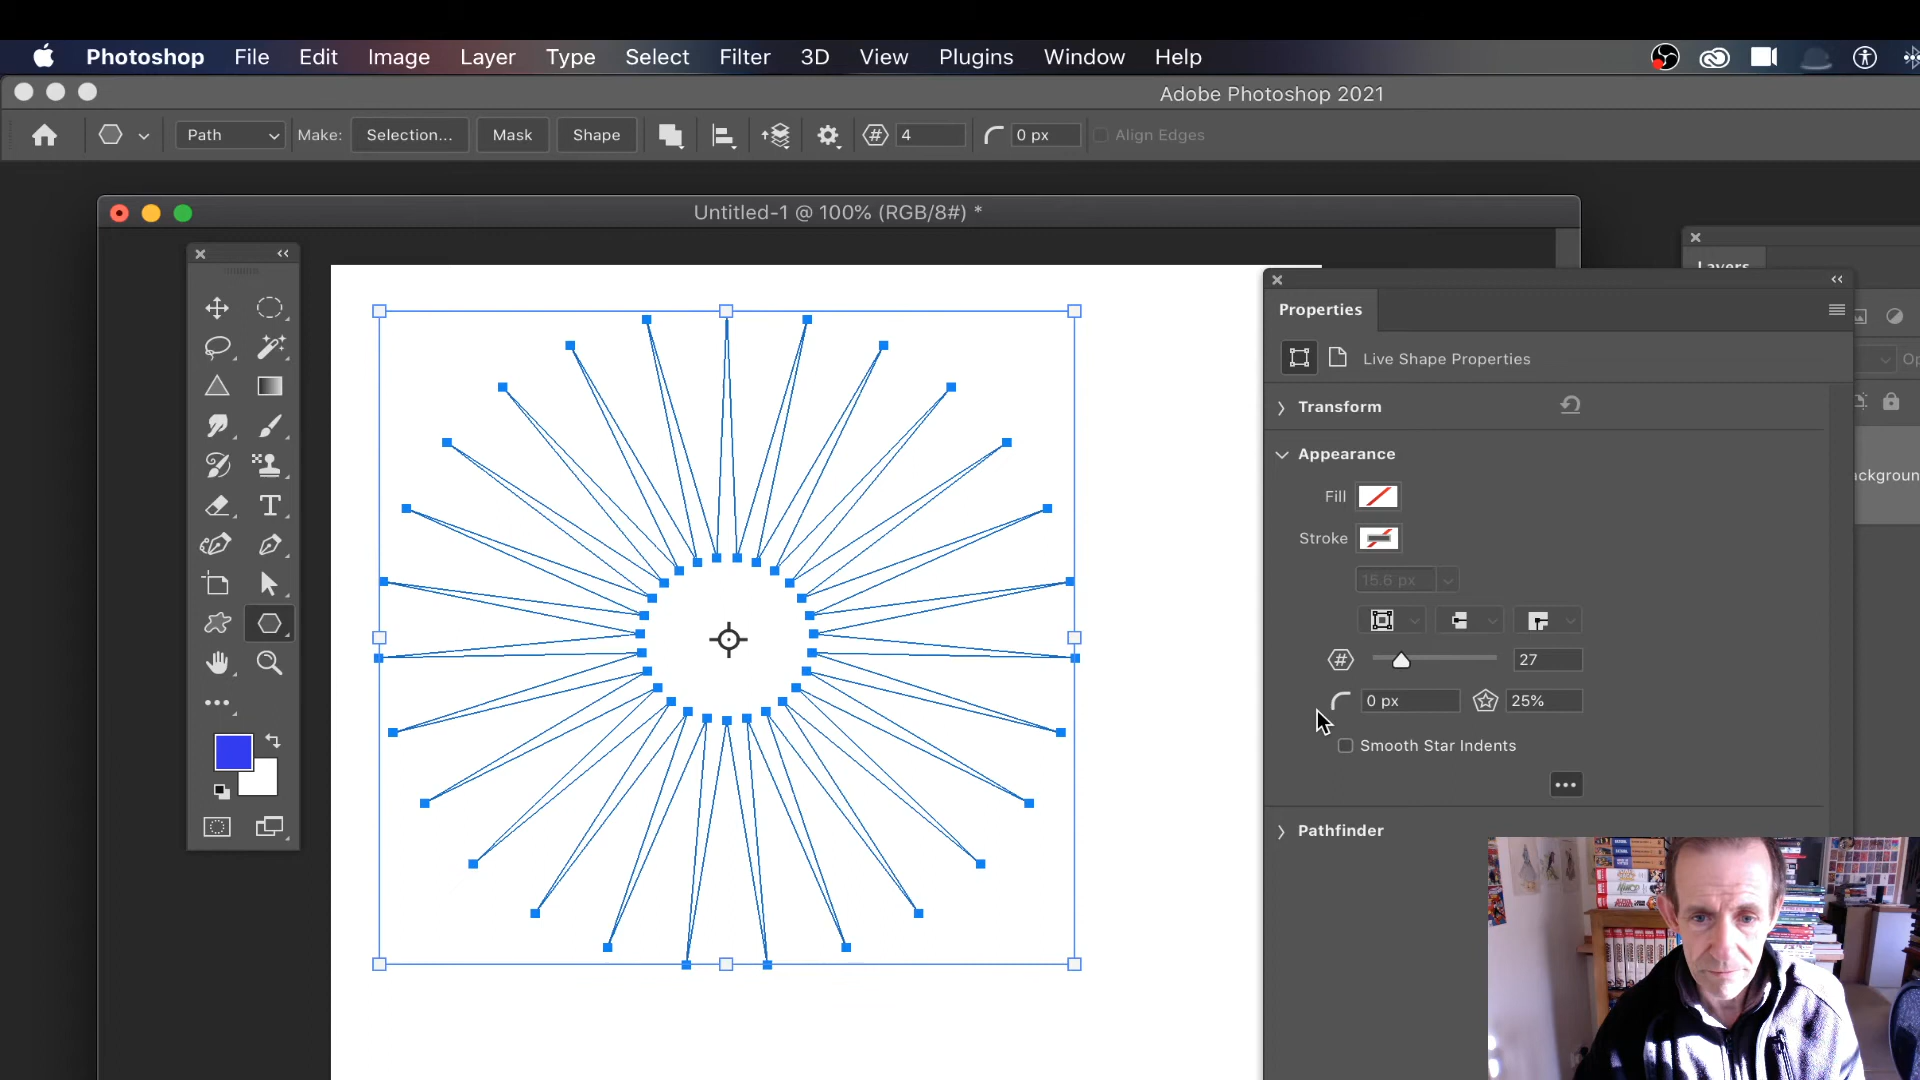 Photoshop File Edit Image Layer Type Select Filter 3D View Plugins Window Help
Adobe Photoshop 2021
Path Make: Selection... Mask Shape 4 0 px Align Edges
Untitled-1 @ 100% (RGB/8#) *
Layers
Properties
Live Shape Properties
Transform
Appearance
Fill
Stroke
15.6 px
27
0 px 25%
Smooth Star Indents
Pathfinder
Op
ackgroun